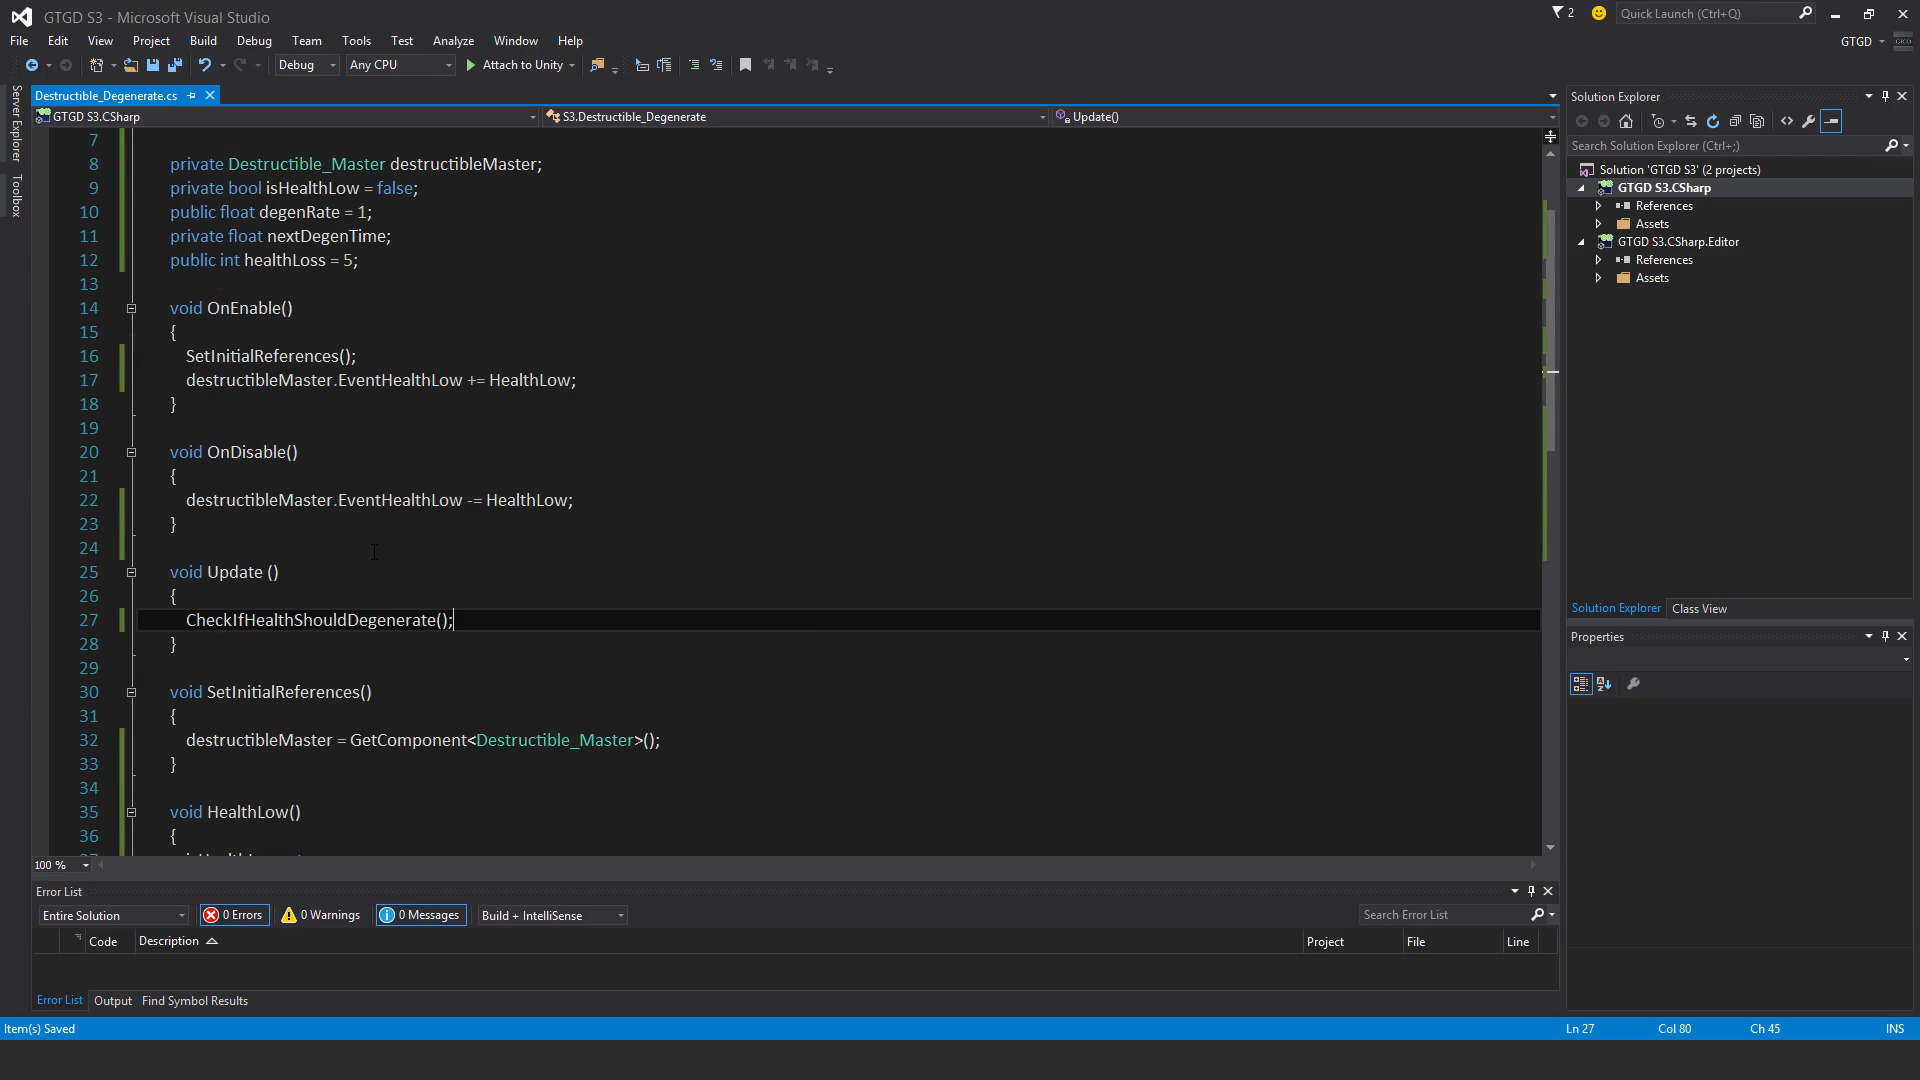 GTGD S3 - Microsoft Visual Studio
2
Quick Launch (Ctrl+Q)
File Edit View Project Build Debug Team Tools Test Analyze Window Help
GTGD
Debug Any CPU Attach to Unity
Server Explorer
Toolbox
Destructible_Degenerate.cs
GTGD S3.CSharp S3.Destructible_Degenerate Update()
7
8 private Destructible_Master destructibleMaster;
9 private bool isHealthLow = false;
10 public float degenRate = 1;
11 private float nextDegenTime;
12 public int healthLoss = 5;
13
14 void OnEnable()
15 {
16 SetInitialReferences();
17 destructibleMaster.EventHealthLow += HealthLow;
18 }
19
20 void OnDisable()
21 {
22 destructibleMaster.EventHealthLow -= HealthLow;
23 }
24
25 void Update ()
26 {
27 CheckIfHealthShouldDegenerate();
28 }
29
30 void SetInitialReferences()
31 {
32 destructibleMaster = GetComponent<Destructible_Master>();
33 }
34
35 void HealthLow()
36 {
100 %
Solution Explorer
Search Solution Explorer (Ctrl+;)
Solution 'GTGD S3' (2 projects)
GTGD S3.CSharp
References
Assets
GTGD S3.CSharp.Editor
References
Assets
Solution Explorer Class View
Properties
Error List
Entire Solution 0 Errors 0 Warnings 0 Messages Build + IntelliSense Search Error List
Code Description Project File Line
Error List Output Find Symbol Results
Item(s) Saved Ln 27 Col 80 Ch 45 INS